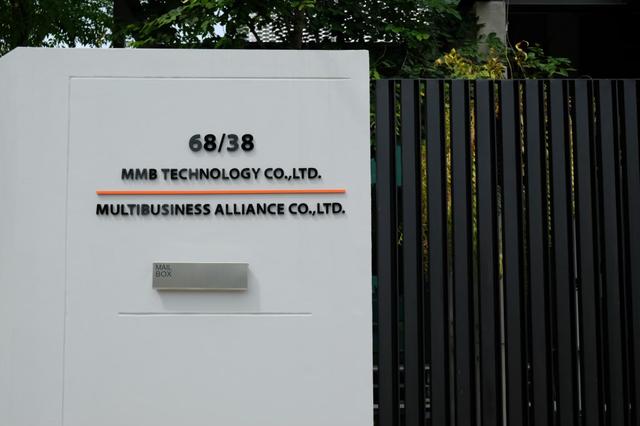 68/38
MMB TECHNOLOGY CO.,LTD.
MULTIBUSINESS ALLIANCE CO.,LTD.
MAIL
BOX